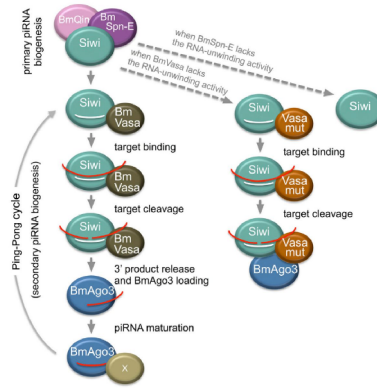 primary piRNA
biogenesis
BmQin
Bm
Spn-E
Siwi
when BmSpn-E lacks
the RNA-unwinding activity
when BmVasa lacks
the RNA-unwinding
activity
Siwi
Siwi
Bm
Vasa
Siwi
Vasa
mut
target binding
target binding
Siwi
Bm
Vasa
Siwi
Vasa
mut
target cleavage
target cleavage
Siwi
Bm
Vasa
Siwi
Vasa
mut
BmAgo3
3' product release
and BmAgo3 loading
BmAgo3
piRNA maturation
BmAgo3
X
Ping-Pong cycle
(secondary piRNA biogenesis)